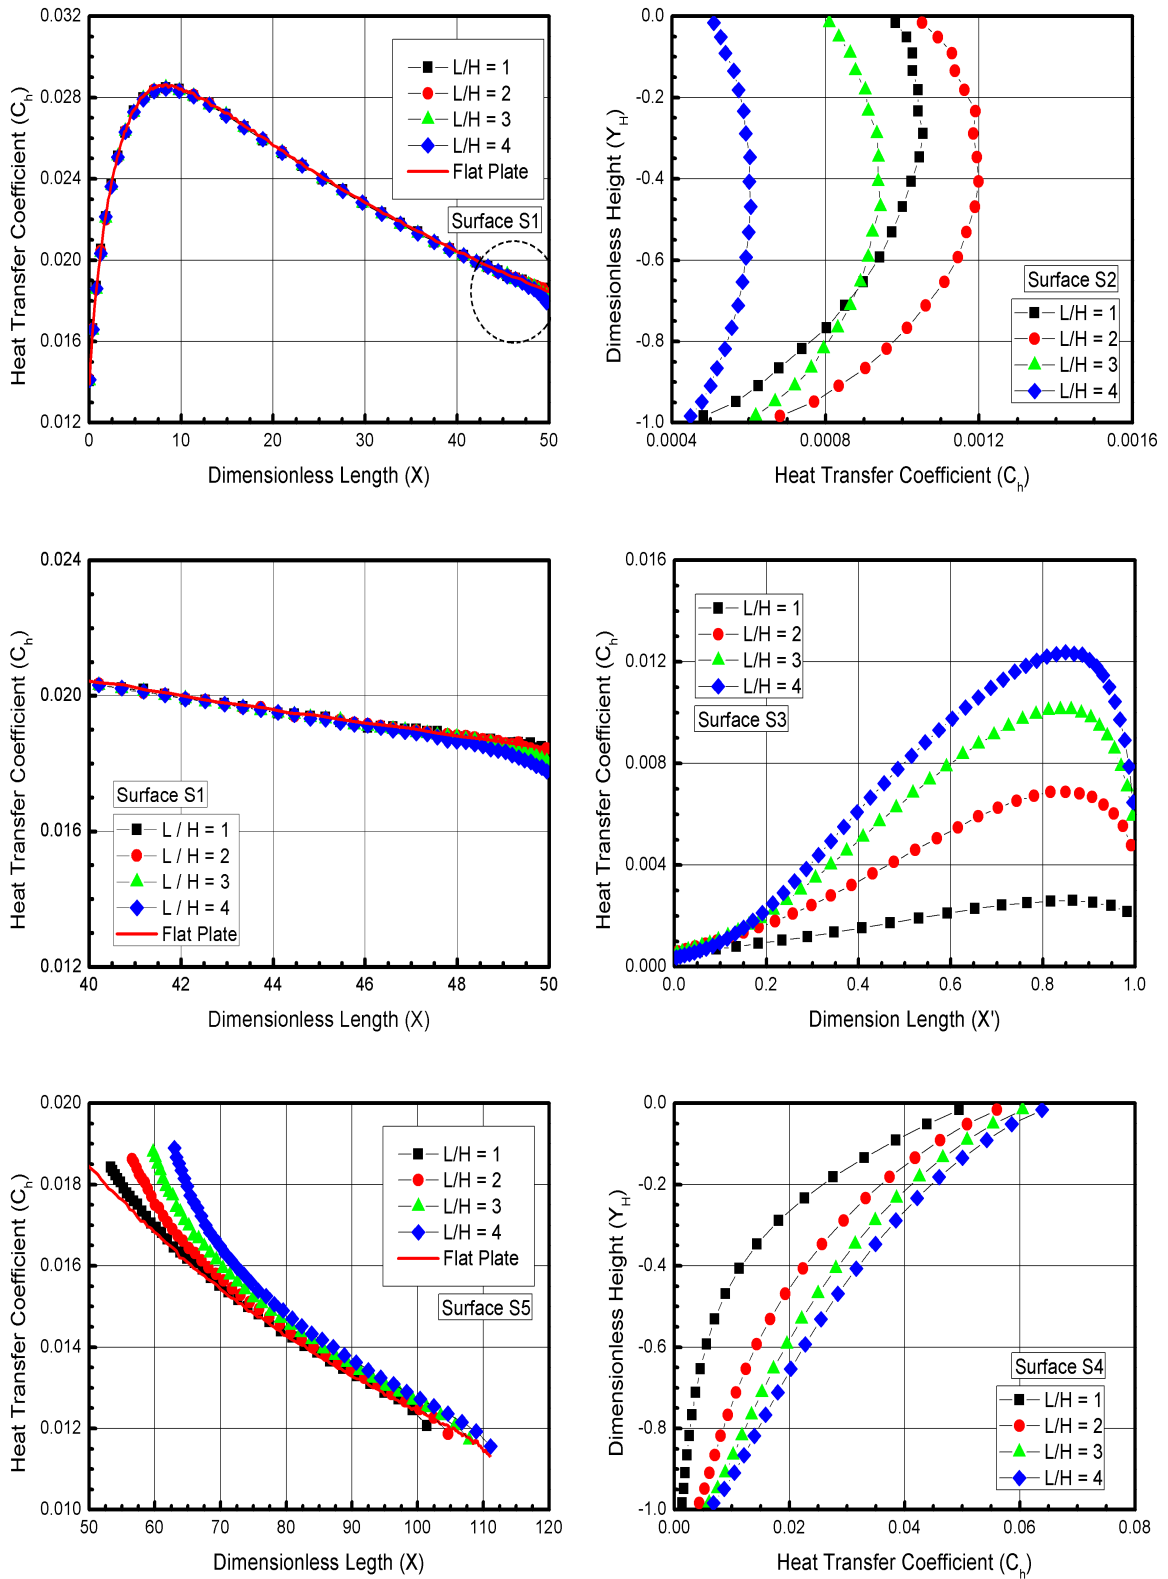 0.032
0.028
0.024
0.020
0.016
0.012
Heat Transfer Coefficient (Ch)
L/H = 1
L/H = 2
L/H = 3
L/H = 4
Flat Plate
Surface S1
0 10 20 30 40 50
Dimensionless Length (X)
0.0
-0.2
-0.4
-0.6
-0.8
-1.0
Dimesionless Height (YH)
Surface S2
L/H = 1
L/H = 2
L/H = 3
L/H = 4
0.0004 0.0008 0.0012 0.0016
Heat Transfer Coefficient (Ch)
0.024
0.020
0.016
0.012
Heat Transfer Coefficient (Ch)
Surface S1
L / H = 1
L / H = 2
L / H = 3
L / H = 4
Flat Plate
40 42 44 46 48 50
Dimensionless Length (X)
0.016
0.012
0.008
0.004
0.000
Heat Transfer Coefficient (Ch)
L/H = 1
L/H = 2
L/H = 3
L/H = 4
Surface S3
0.0 0.2 0.4 0.6 0.8 1.0
Dimension Length (X')
0.020
0.018
0.016
0.014
0.012
0.010
Heat Transfer Coefficient (Ch)
L/H = 1
L/H = 2
L/H = 3
L/H = 4
Flat Plate
Surface S5
50 60 70 80 90 100 110 120
Dimensionless Legth (X)
0.0
-0.2
-0.4
-0.6
-0.8
-1.0
Dimensionless Height (YH)
Surface S4
L/H = 1
L/H = 2
L/H = 3
L/H = 4
0.00 0.02 0.04 0.06 0.08
Heat Transfer Coefficient (Ch)